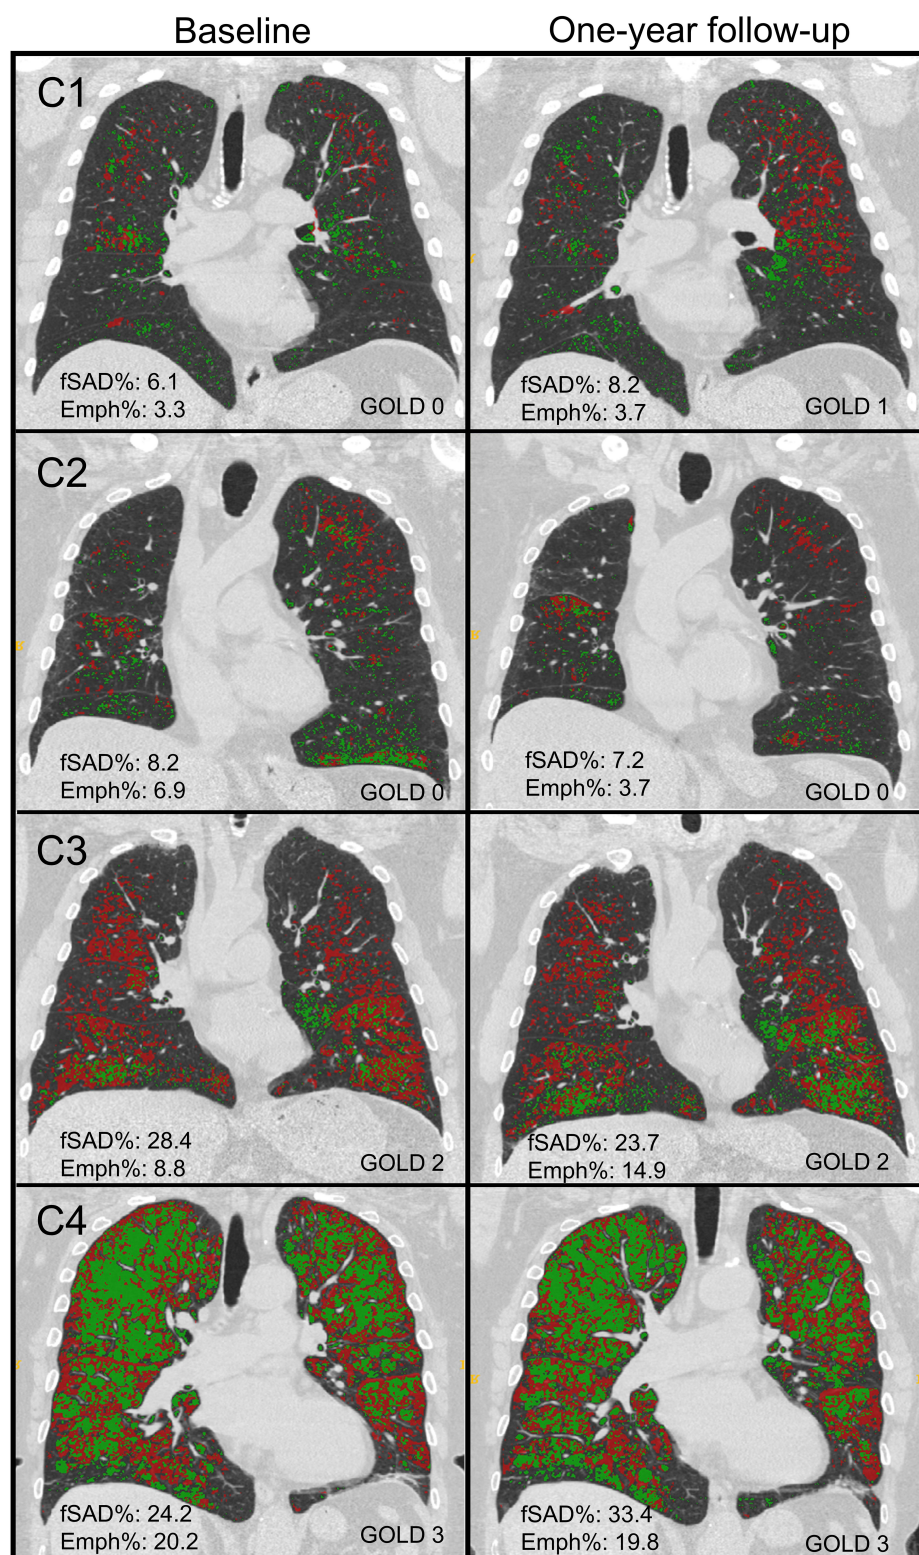 Baseline
One-year follow-up
C1
fSAD%: 6.1
Emph%: 3.3
GOLD 0
fSAD%: 8.2
Emph%: 3.7
GOLD 1
C2
fSAD%: 8.2
Emph%: 6.9
GOLD 0
fSAD%: 7.2
Emph%: 3.7
GOLD 0
C3
fSAD%: 28.4
Emph%: 8.8
GOLD 2
fSAD%: 23.7
Emph%: 14.9
GOLD 2
C4
fSAD%: 24.2
Emph%: 20.2
GOLD 3
fSAD%: 33.4
Emph%: 19.8
GOLD 3